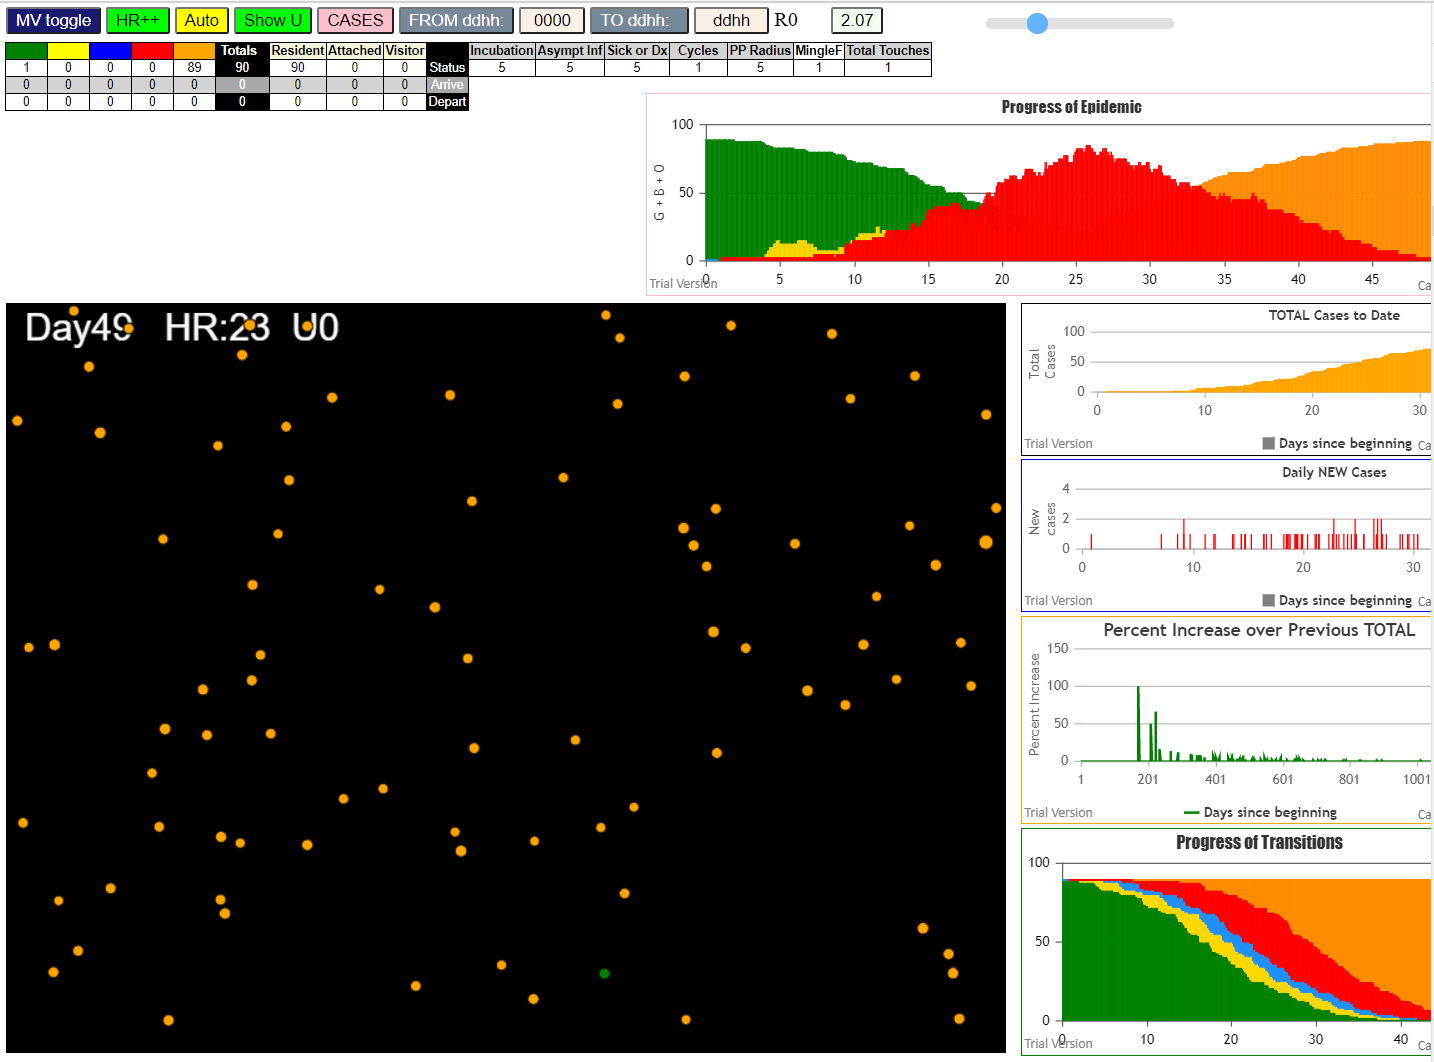 MV toggle HR++ Auto Show U CASES FROM ddhh: 0000 TO ddhh: ddhh R0 2.07
Totals Resident Attached Visitor Incubation Asympt Inf Sick or Dx Cycles PP Radius MingleF Total Touches
1 0 0 0 89 90 90 0 0 Status 5 5 5 1 5 1 1
0 0 0 0 0 0 0 0 0 Arrive
0 0 0 0 0 0 0 0 0 Depart
Progress of Epidemic
100
50
0
G + B + O
0 5 10 15 20 25 30 35 40 45
Trial Version
Ca
Day49 HR:23 U0
TOTAL Cases to Date
100
50
0
Total
Cases
0 10 20 30
Days since beginning
Trial Version
Ca
Daily NEW Cases
4
2
0
New
cases
0 10 20 30
Days since beginning
Trial Version
Ca
Percent Increase over Previous TOTAL
150
100
50
0
Percent Increase
1 201 401 601 801 1001
Days since beginning
Trial Version
Ca
Progress of Transitions
100
50
0
0 10 20 30 40
Trial Version
Ca